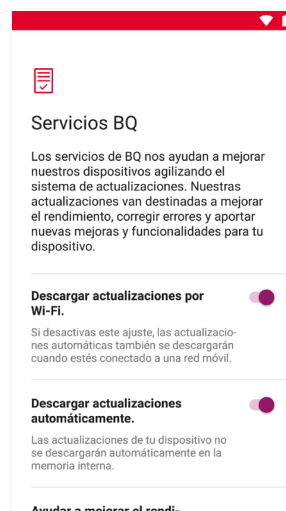 Servicios BQ
Los servicios de BQ nos ayudan a mejorar
nuestros dispositivos agilizando el
sistema de actualizaciones. Nuestras
actualizaciones van destinadas a mejorar
el rendimiento, corregir errores y aportar
nuevas mejoras y funcionalidades para tu
dispositivo.
Descargar actualizaciones por
Wi-Fi.
Si desactivas este ajuste, las actualizacio-
nes automáticas también se descargarán
cuando estés conectado a una red móvil.
Descargar actualizaciones
automáticamente.
Las actualizaciones de tu dispositivo no
se descargarán automáticamente en la
memoria interna.
Ayudar a mejorar el rendi-